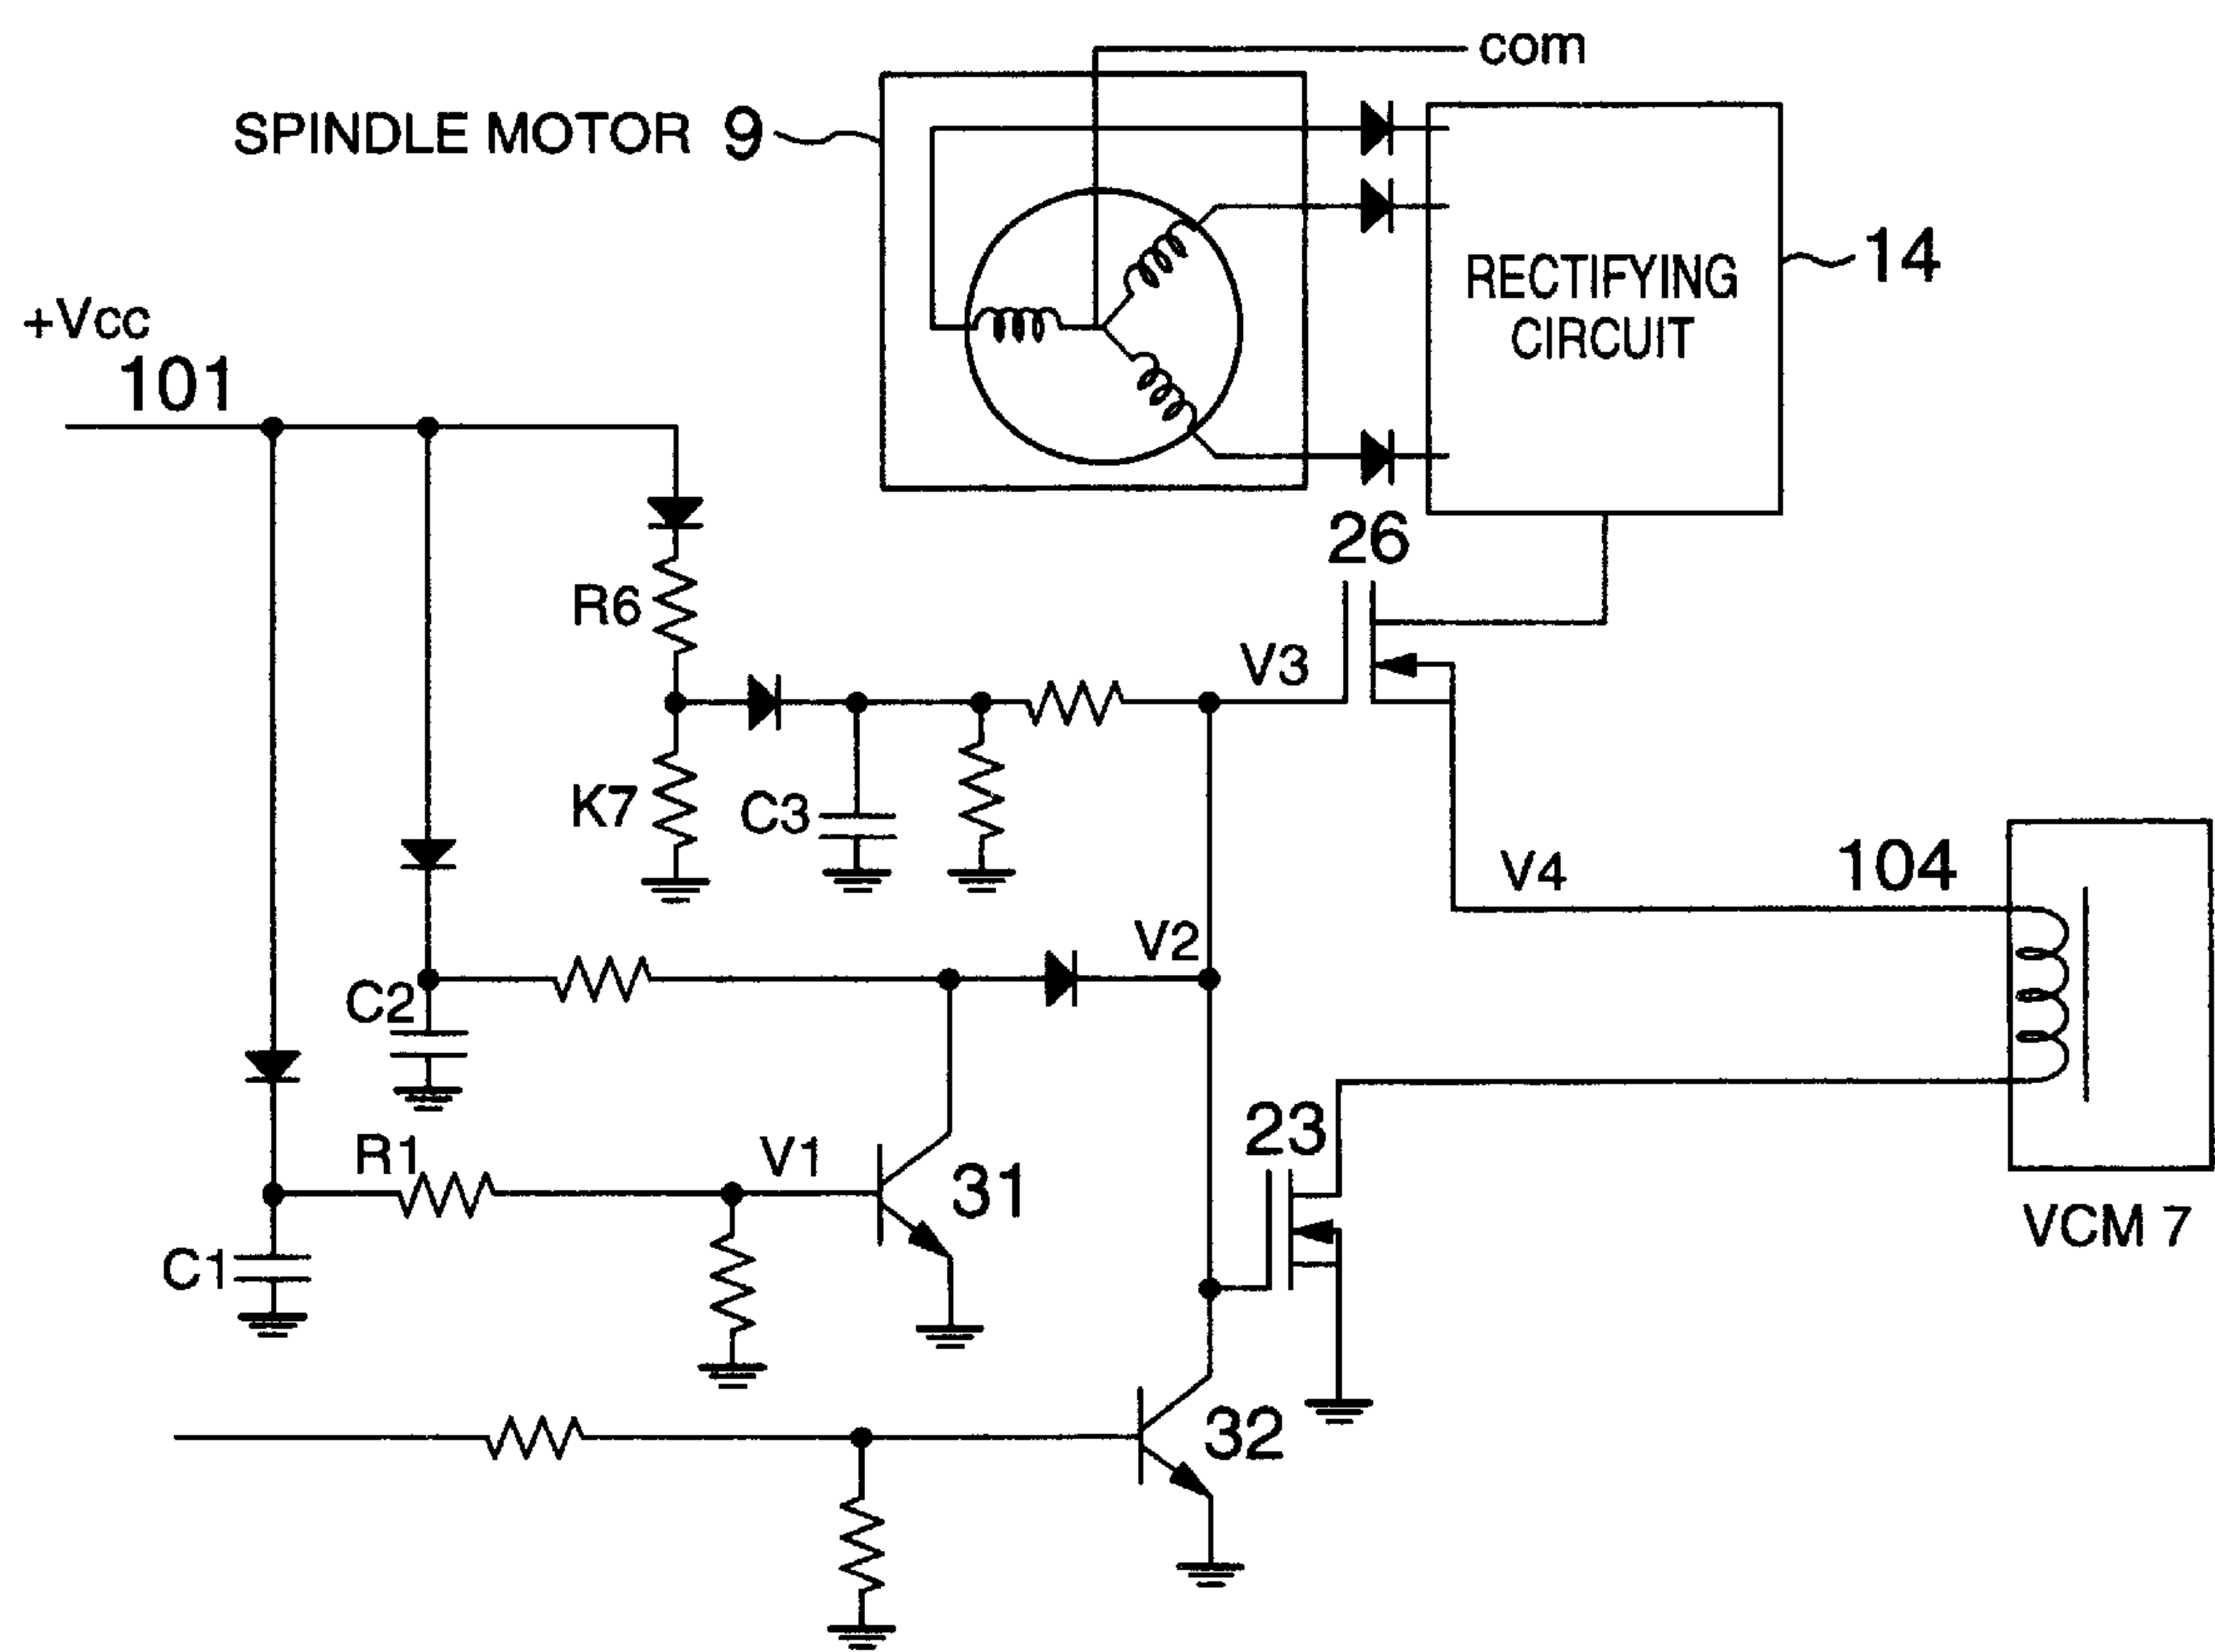 com
SPINDLE MOTOR 9
14
RECTIFYING
CIRCUIT
+Vcc
101
26
R6
V3
K7
C3
V4
104
V2
C2
23
R1
V1
31
VCM 7
C1
32